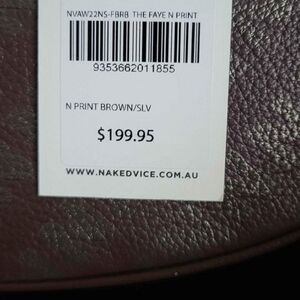 NVAW22NS-FBRB THE FAYE N PRINT
9353662011855
N PRINT BROWN/SLV
$199.95
WWW.NAKEDVICE.COM.AU